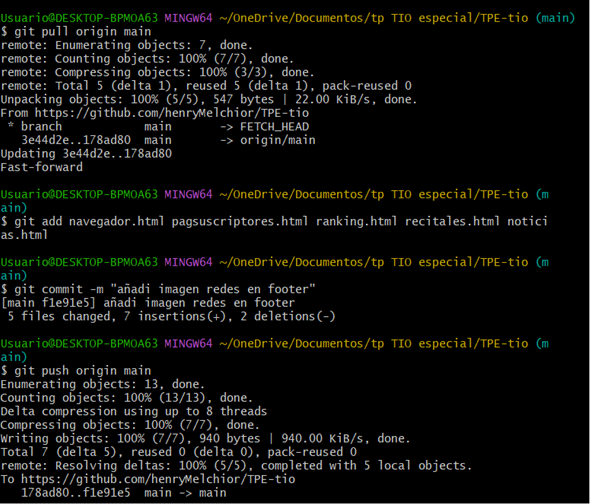 Usuario@DESKTOP-BPMOA63 MINGW64 ~/OneDrive/Documentos/tp TIO especial/TPE-tio (main)
$ git pull origin main
remote: Enumerating objects: 7, done.
remote: Counting objects: 100% (7/7), done.
remote: Compressing objects: 100% (3/3), done.
remote: Total 5 (delta 1), reused 5 (delta 1), pack-reused 0
Unpacking objects: 100% (5/5), 547 bytes | 22.00 KiB/s, done.
From https://github.com/henryMelchior/TPE-tio
 * branch            main       -> FETCH_HEAD
   3e44d2e..178ad80  main       -> origin/main
Updating 3e44d2e..178ad80
Fast-forward
Usuario@DESKTOP-BPMOA63 MINGW64 ~/OneDrive/Documentos/tp TIO especial/TPE-tio (m
ain)
$ git add navegador.html pagsuscriptores.html ranking.html recitales.html notici
as.html
Usuario@DESKTOP-BPMOA63 MINGW64 ~/OneDrive/Documentos/tp TIO especial/TPE-tio (m
ain)
$ git commit -m "añadi imagen redes en footer"
[main f1e91e5] añadi imagen redes en footer
 5 files changed, 7 insertions(+), 2 deletions(-)
Usuario@DESKTOP-BPMOA63 MINGW64 ~/OneDrive/Documentos/tp TIO especial/TPE-tio (m
ain)
$ git push origin main
Enumerating objects: 13, done.
Counting objects: 100% (13/13), done.
Delta compression using up to 8 threads
Compressing objects: 100% (7/7), done.
Writing objects: 100% (7/7), 940 bytes | 940.00 KiB/s, done.
Total 7 (delta 5), reused 0 (delta 0), pack-reused 0
remote: Resolving deltas: 100% (5/5), completed with 5 local objects.
To https://github.com/henryMelchior/TPE-tio
   178ad80..f1e91e5  main -> main